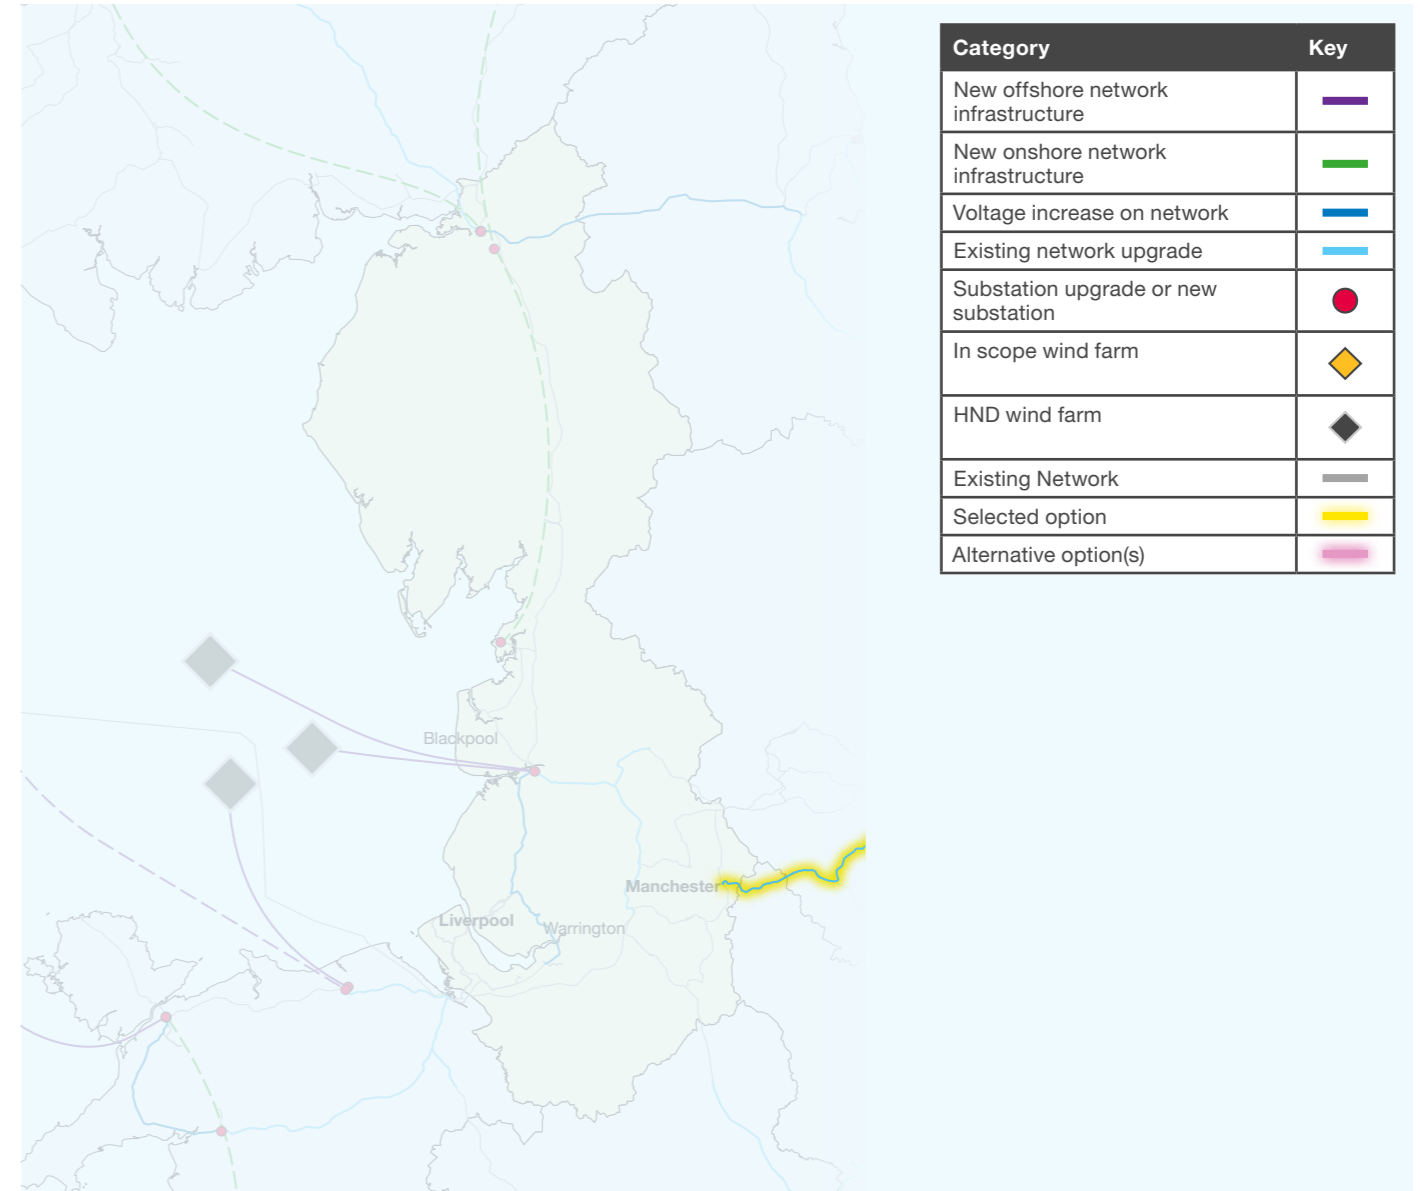 Category Key
New offshore network
infrastructure
New onshore network
infrastructure
Voltage increase on network
Existing network upgrade
Substation upgrade or new
substation
In scope wind farm
HND wind farm
Existing Network
Selected option
Alternative option(s)
Blackpool
Manchester
Liverpool
Warrington